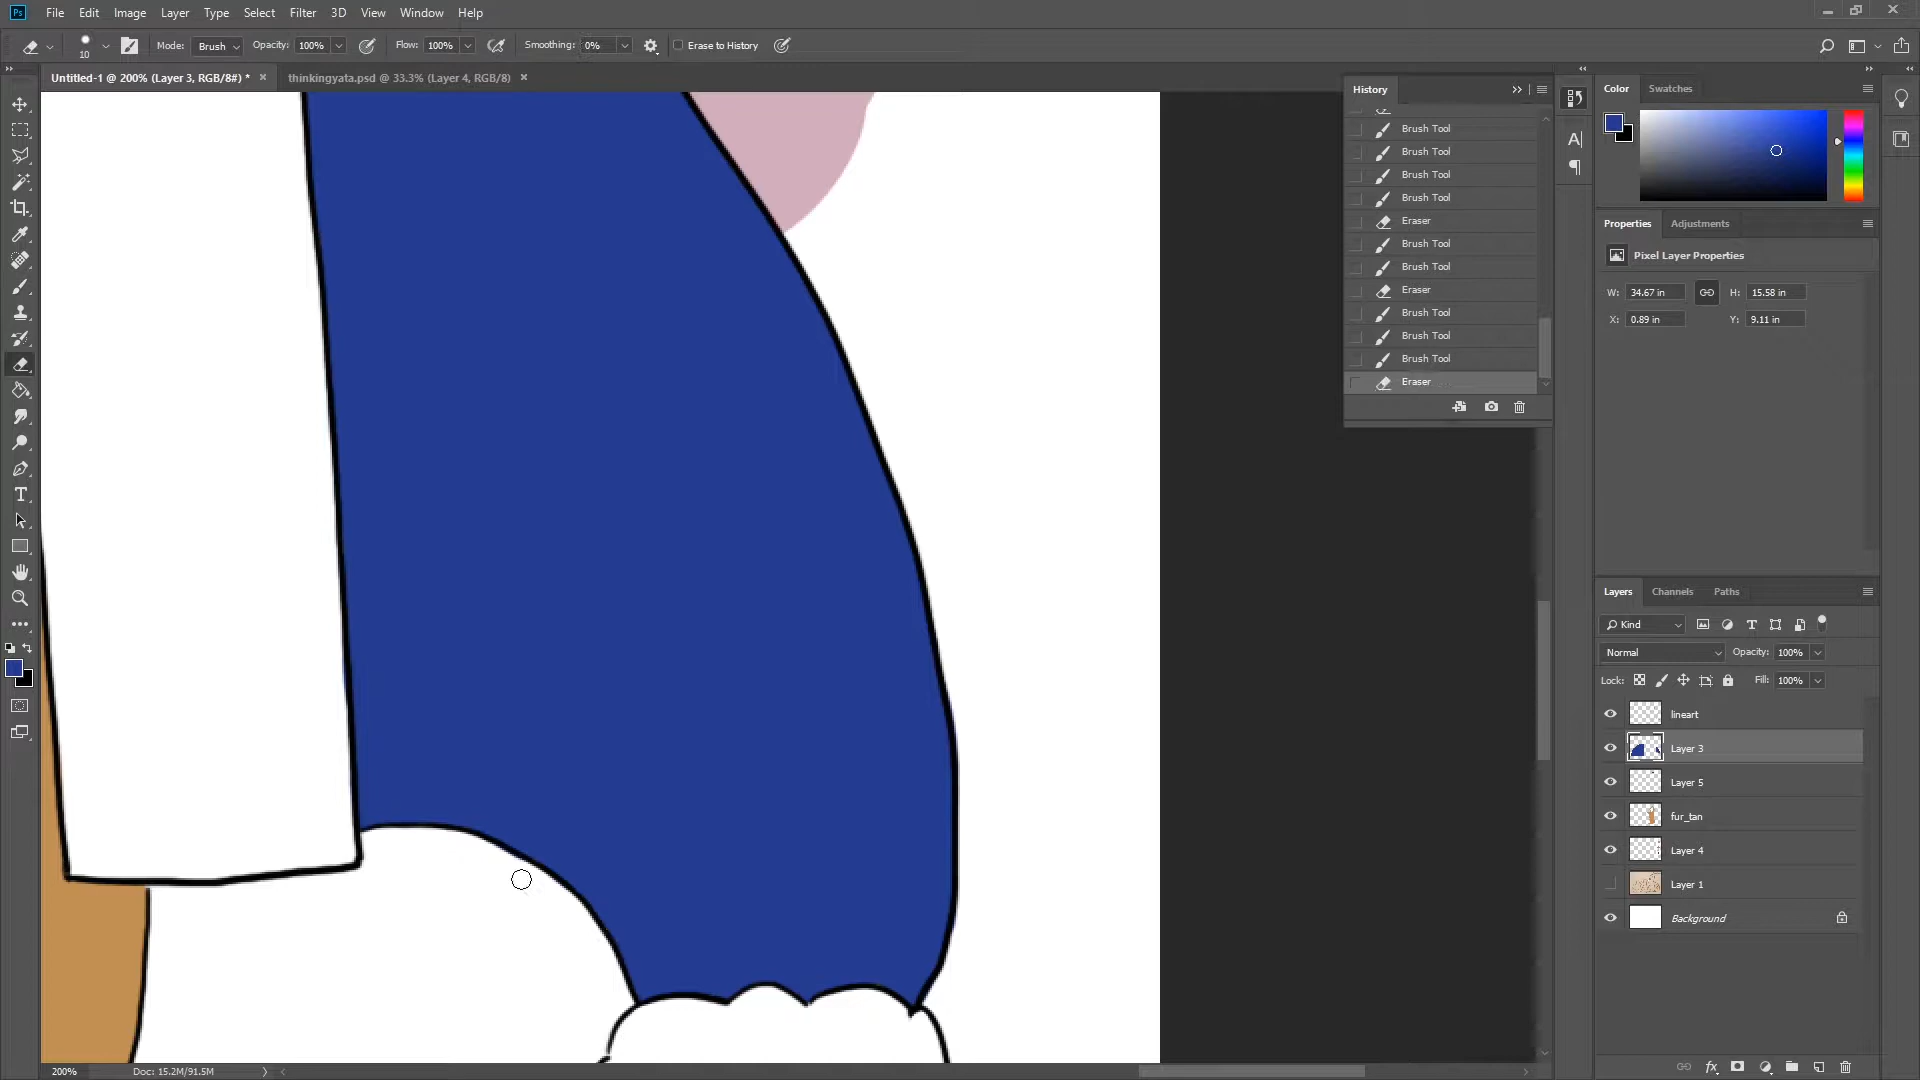 Ps File Edit Image Layer Type Select Filter 3D View Window Help
10 Mode: Brush Opacity: 100% Flow: 100% Smoothing: 0% Erase to History
Untitled-1 @ 200% (Layer 3, RGB/8#) * × thinkingyata.psd @ 33.3% (Layer 4, RGB/8) ×
History
Brush Tool
Brush Tool
Brush Tool
Brush Tool
Eraser
Brush Tool
Brush Tool
Eraser
Brush Tool
Brush Tool
Brush Tool
Eraser
Color Swatches
Properties Adjustments
Pixel Layer Properties
W: 34.67 in H: 15.58 in
X: 0.89 in Y: 9.11 in
Layers Channels Paths
Kind
Normal Opacity: 100%
Lock: Fill: 100%
lineart
Layer 3
Layer 5
fur_tan
Layer 4
Layer 1
Background
200% Doc: 15.2M/91.5M